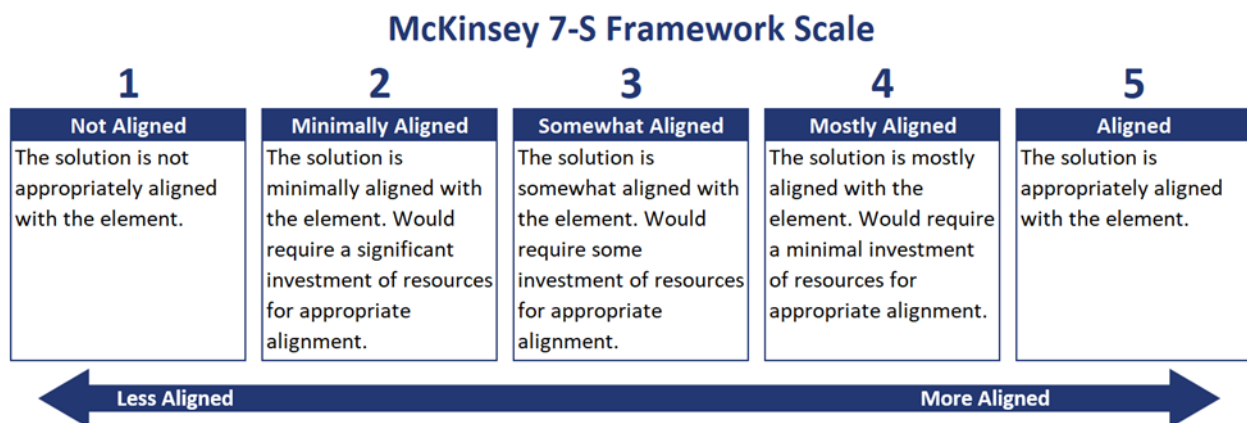 McKinsey 7-S Framework Scale
1
Not Aligned
The solution is not
appropriately aligned
with the element.
2
Minimally Aligned
The solution is
minimally aligned with
the element. Would
require a significant
investment of resources
for appropriate
alignment.
3
Somewhat Aligned
The solution is
somewhat aligned with
the element. Would
require some
investment of resources
for appropriate
alignment.
4
Mostly Aligned
The solution is mostly
aligned with the
element. Would require
a minimal investment
of resources for
appropriate alignment.
5
Aligned
The solution is
appropriately aligned
with the element.
Less Aligned
More Aligned